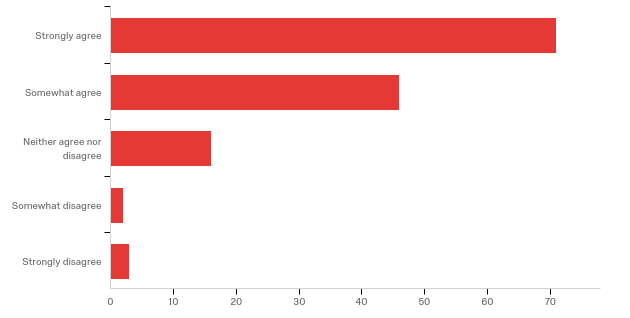 Strongly agree
Somewhat agree
Neither agree nor
disagree
Somewhat disagree
Strongly disagree
0 10 20 30 40 50 60 70